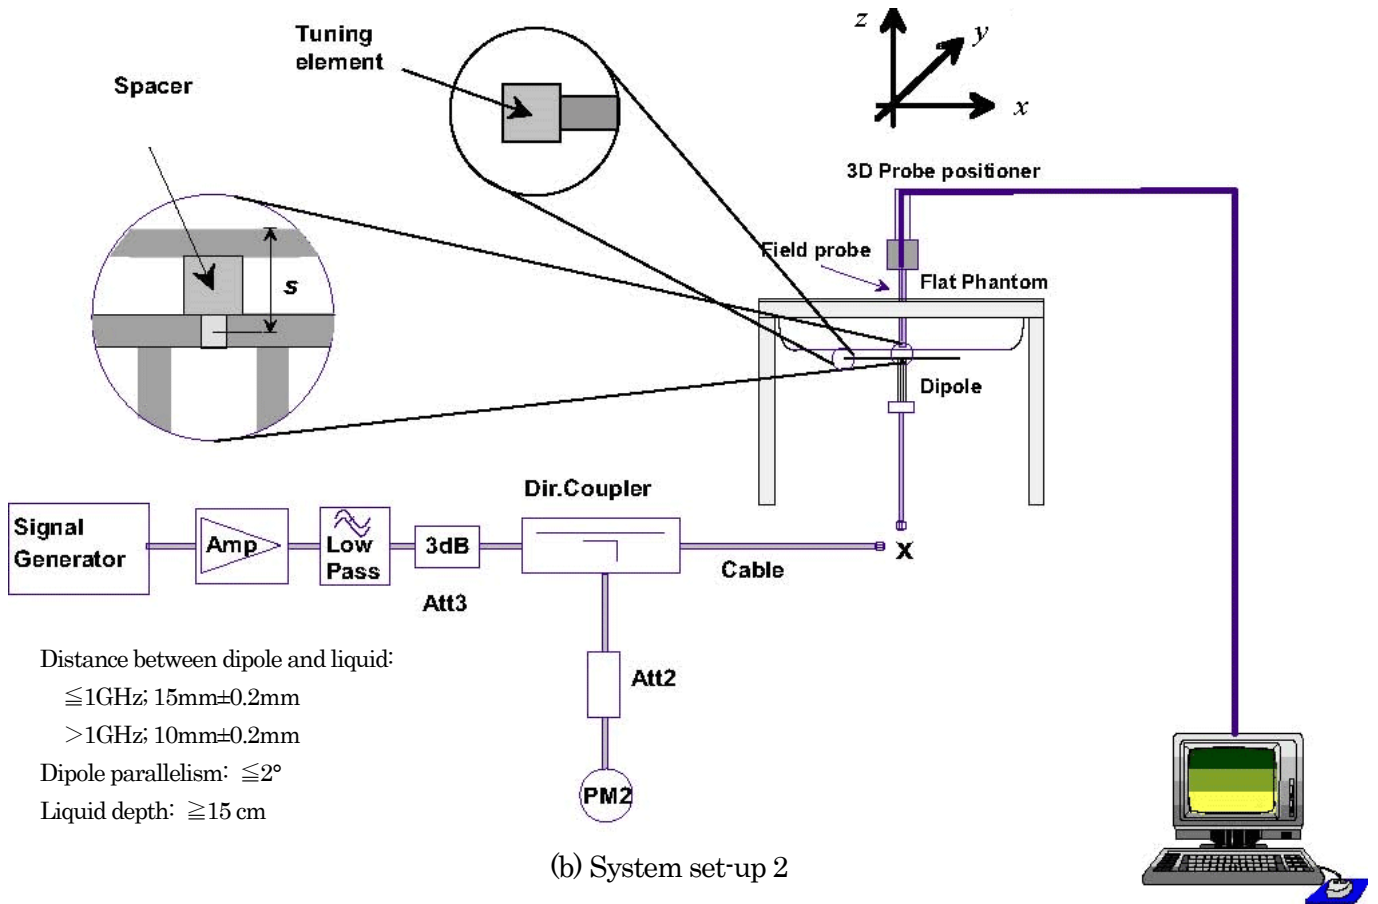 Tuning
element
Spacer
z
y
x
3D Probe positioner
Field probe
Flat Phantom
s
Dipole
Dir.Coupler
Signal
Generator
Amp
Low
Pass
3dB
Cable
X
Att3
Att2
PM2
Distance between dipole and liquid:
≦1GHz; 15mm±0.2mm
>1GHz; 10mm±0.2mm
Dipole parallelism: ≦2°
Liquid depth: ≧15 cm
(b) System set-up 2